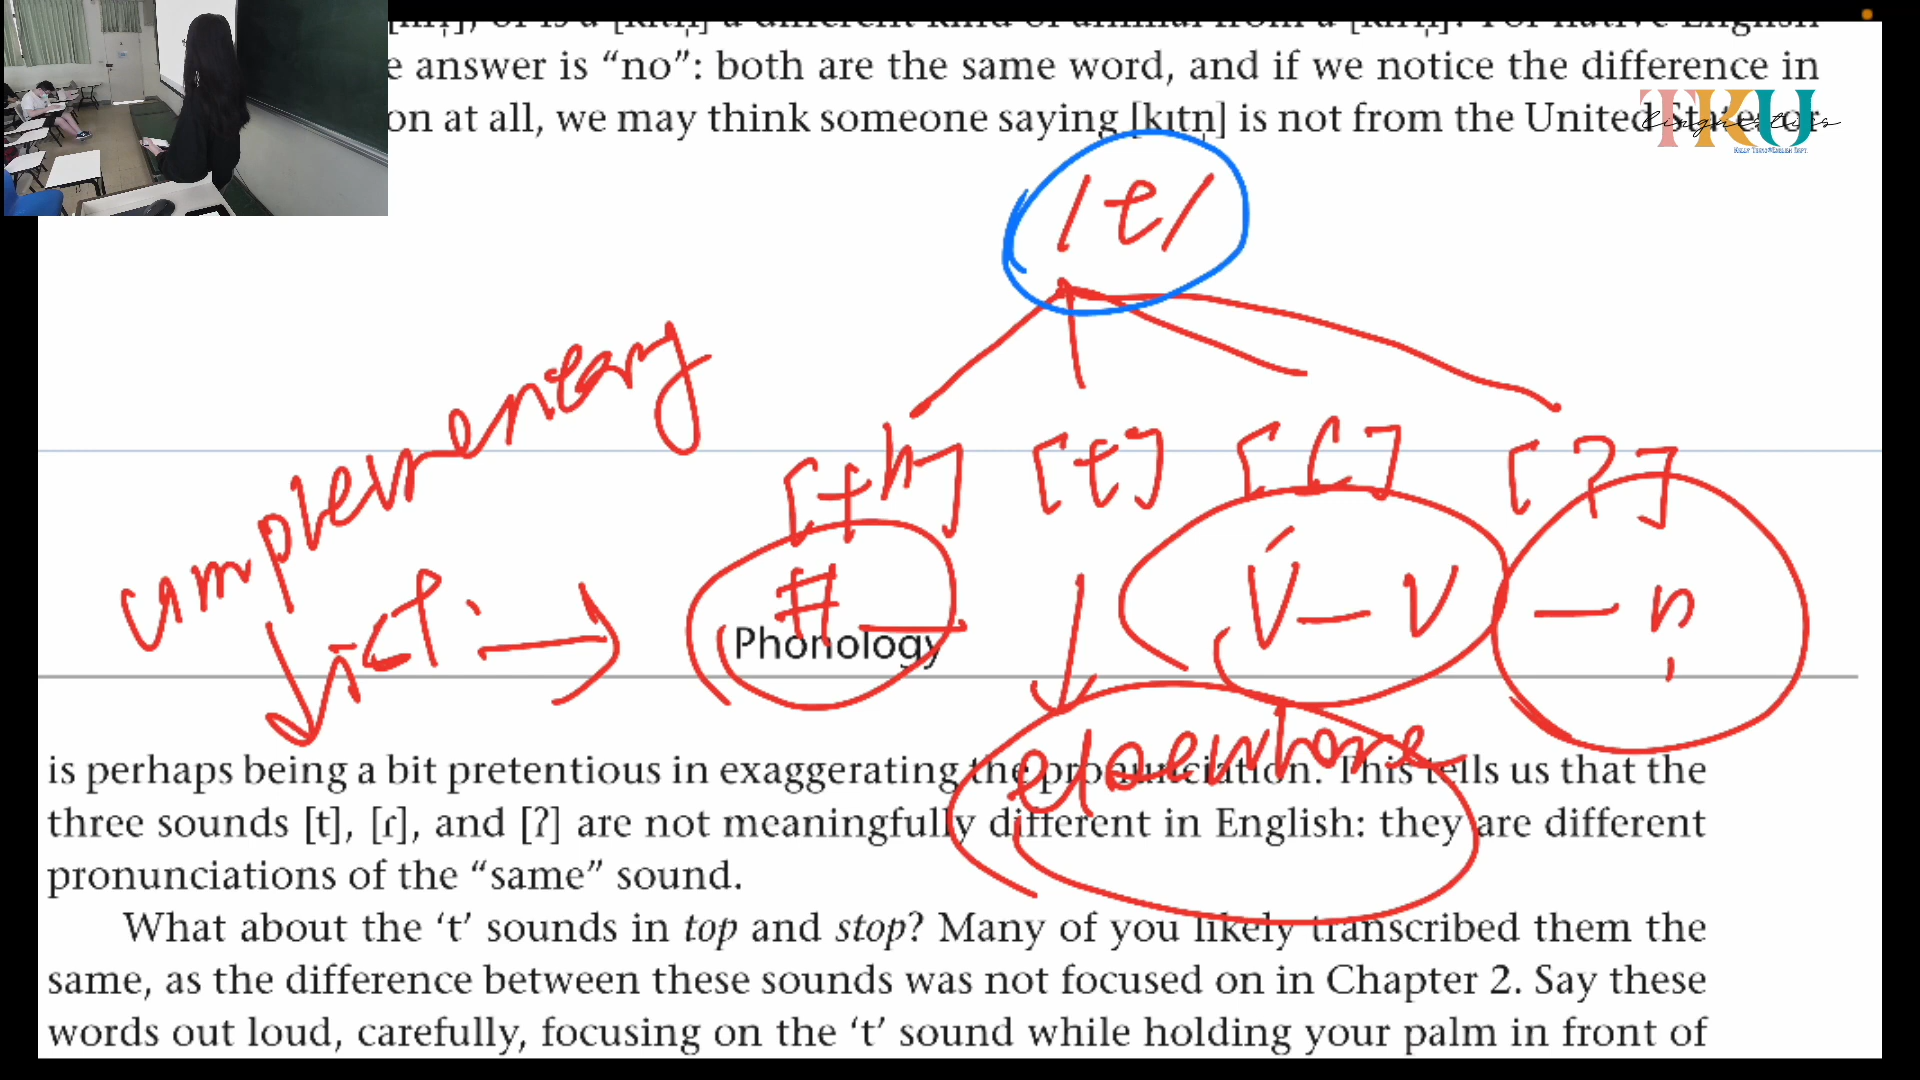 e answer is “no”: both are the same word, and if we notice the difference in
on at all, we may think someone saying [kɪtn̩] is not from the United States or
TKU
linguistics
/t/
complementary
dist. →
[tʰ] [t] [ɾ] [ʔ]
# __
V́ — V
— n̩
Phonology
elsewhere
is perhaps being a bit pretentious in exaggerating the pronunciation. This tells us that the
three sounds [t], [ɾ], and [ʔ] are not meaningfully different in English: they are different
pronunciations of the “same” sound.
What about the ‘t’ sounds in top and stop? Many of you likely transcribed them the
same, as the difference between these sounds was not focused on in Chapter 2. Say these
words out loud, carefully, focusing on the ‘t’ sound while holding your palm in front of